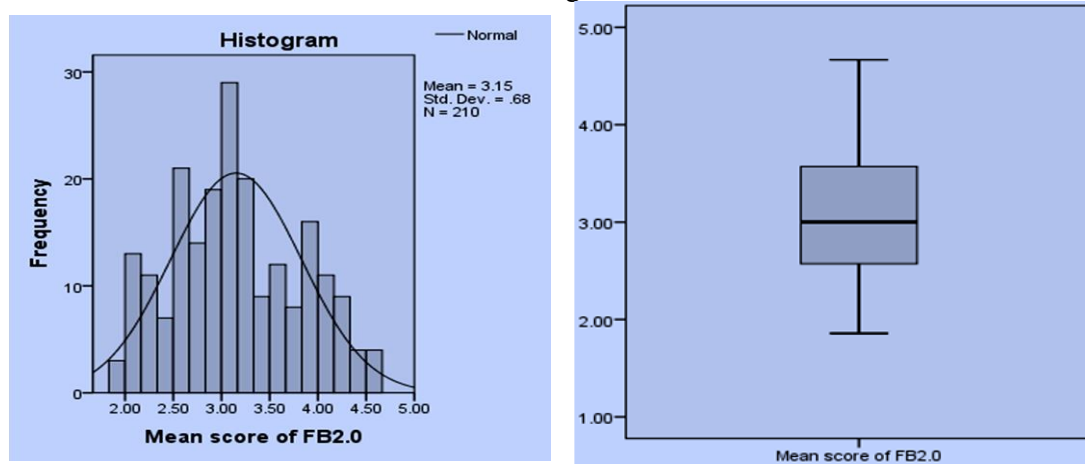 Histogram
Normal
Mean = 3.15
Std. Dev. = .68
N = 210
Frequency
30
20
10
0
2.00 2.50 3.00 3.50 4.00 4.50 5.00
Mean score of FB2.0
5.00
4.00
3.00
2.00
1.00
Mean score of FB2.0